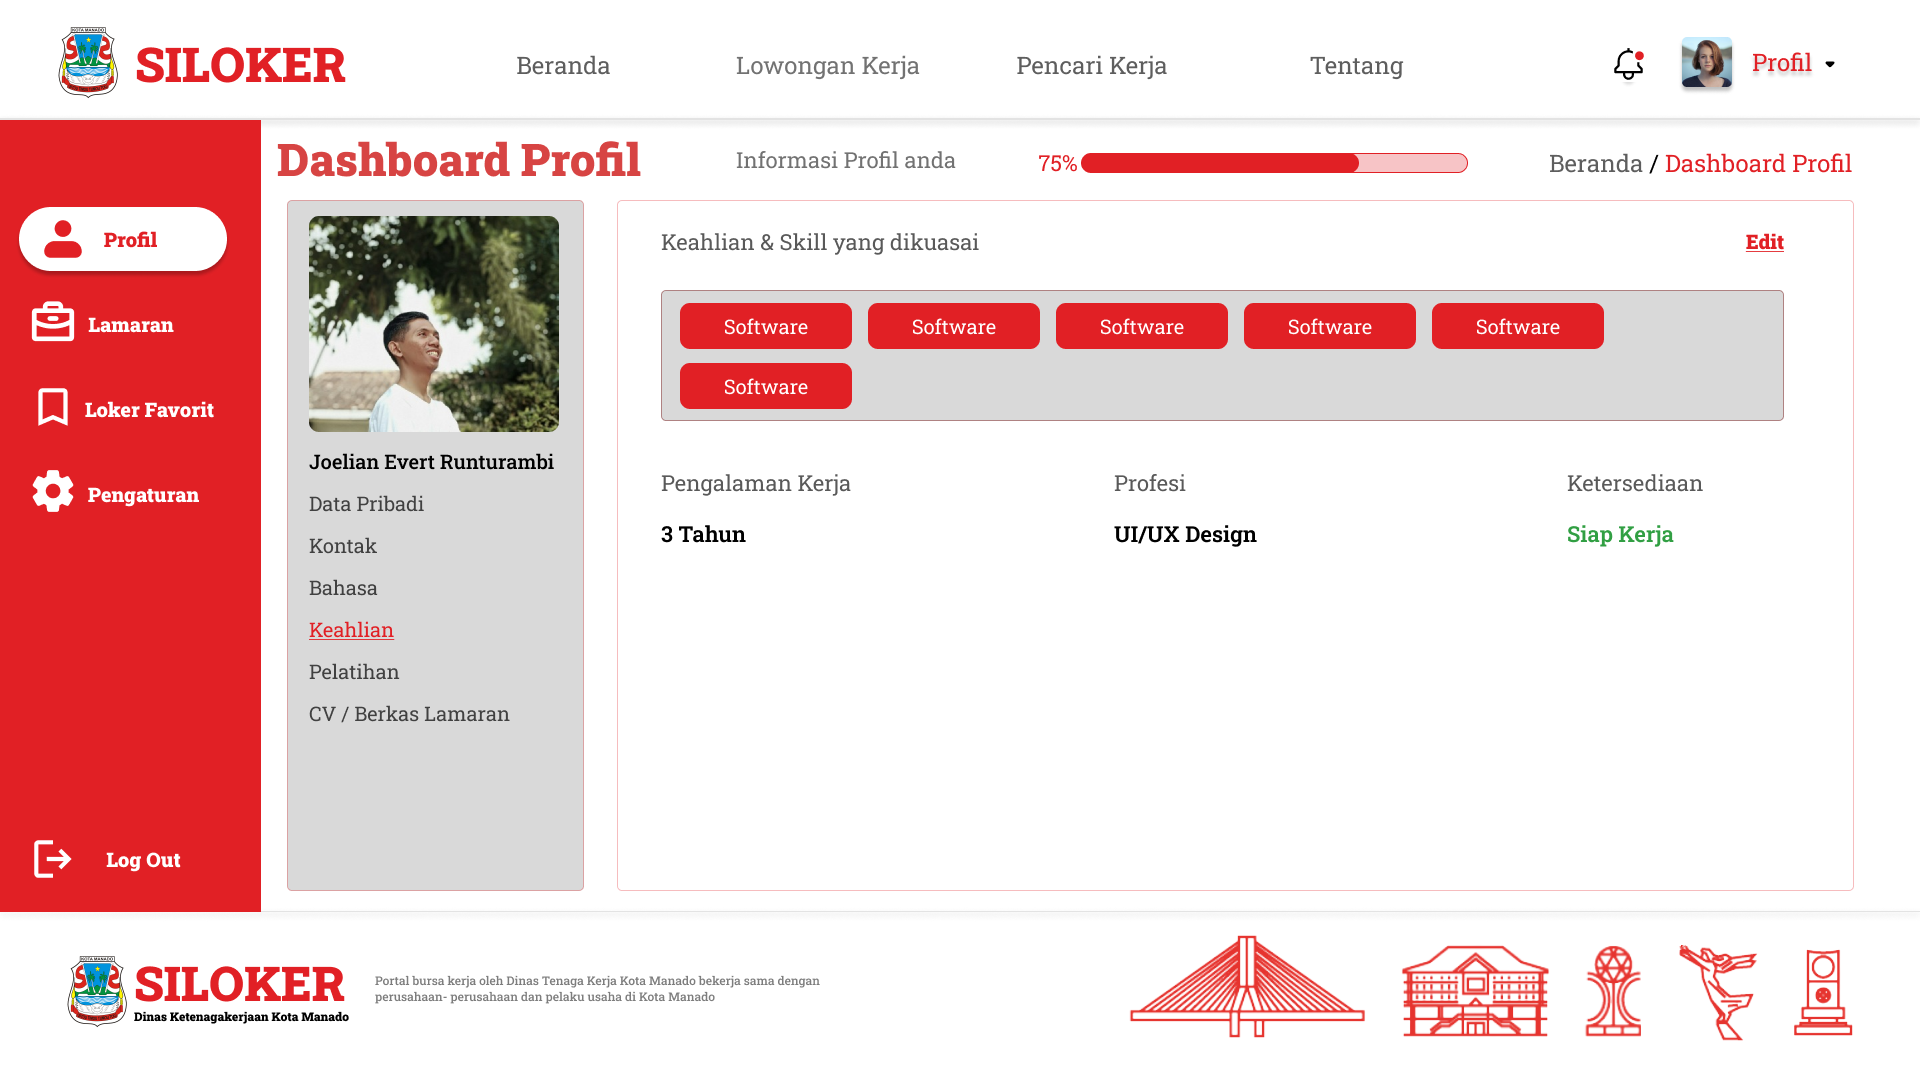 KOTA MANADO
SILOKER
Beranda
Lowongan Kerja
Pencari Kerja
Tentang
Profil
Dashboard Profil
Informasi Profil anda
75%
Beranda / Dashboard Profil
Profil
Lamaran
Loker Favorit
Pengaturan
Log Out
Joelian Evert Runturambi
Data Pribadi
Kontak
Bahasa
Keahlian
Pelatihan
CV / Berkas Lamaran
Keahlian & Skill yang dikuasai
Edit
Software
Software
Software
Software
Software
Software
Pengalaman Kerja
Profesi
Ketersediaan
3 Tahun
UI/UX Design
Siap Kerja
KOTA MANADO
SILOKER
Dinas Ketenagakerjaan Kota Manado
Portal bursa kerja oleh Dinas Tenaga Kerja Kota Manado bekerja sama dengan
perusahaan- perusahaan dan pelaku usaha di Kota Manado